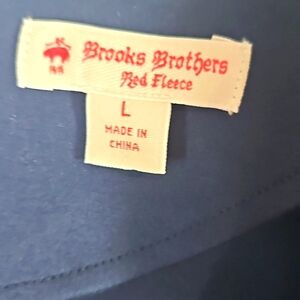 Brooks Brothers
Red Fleece
L
MADE IN
CHINA